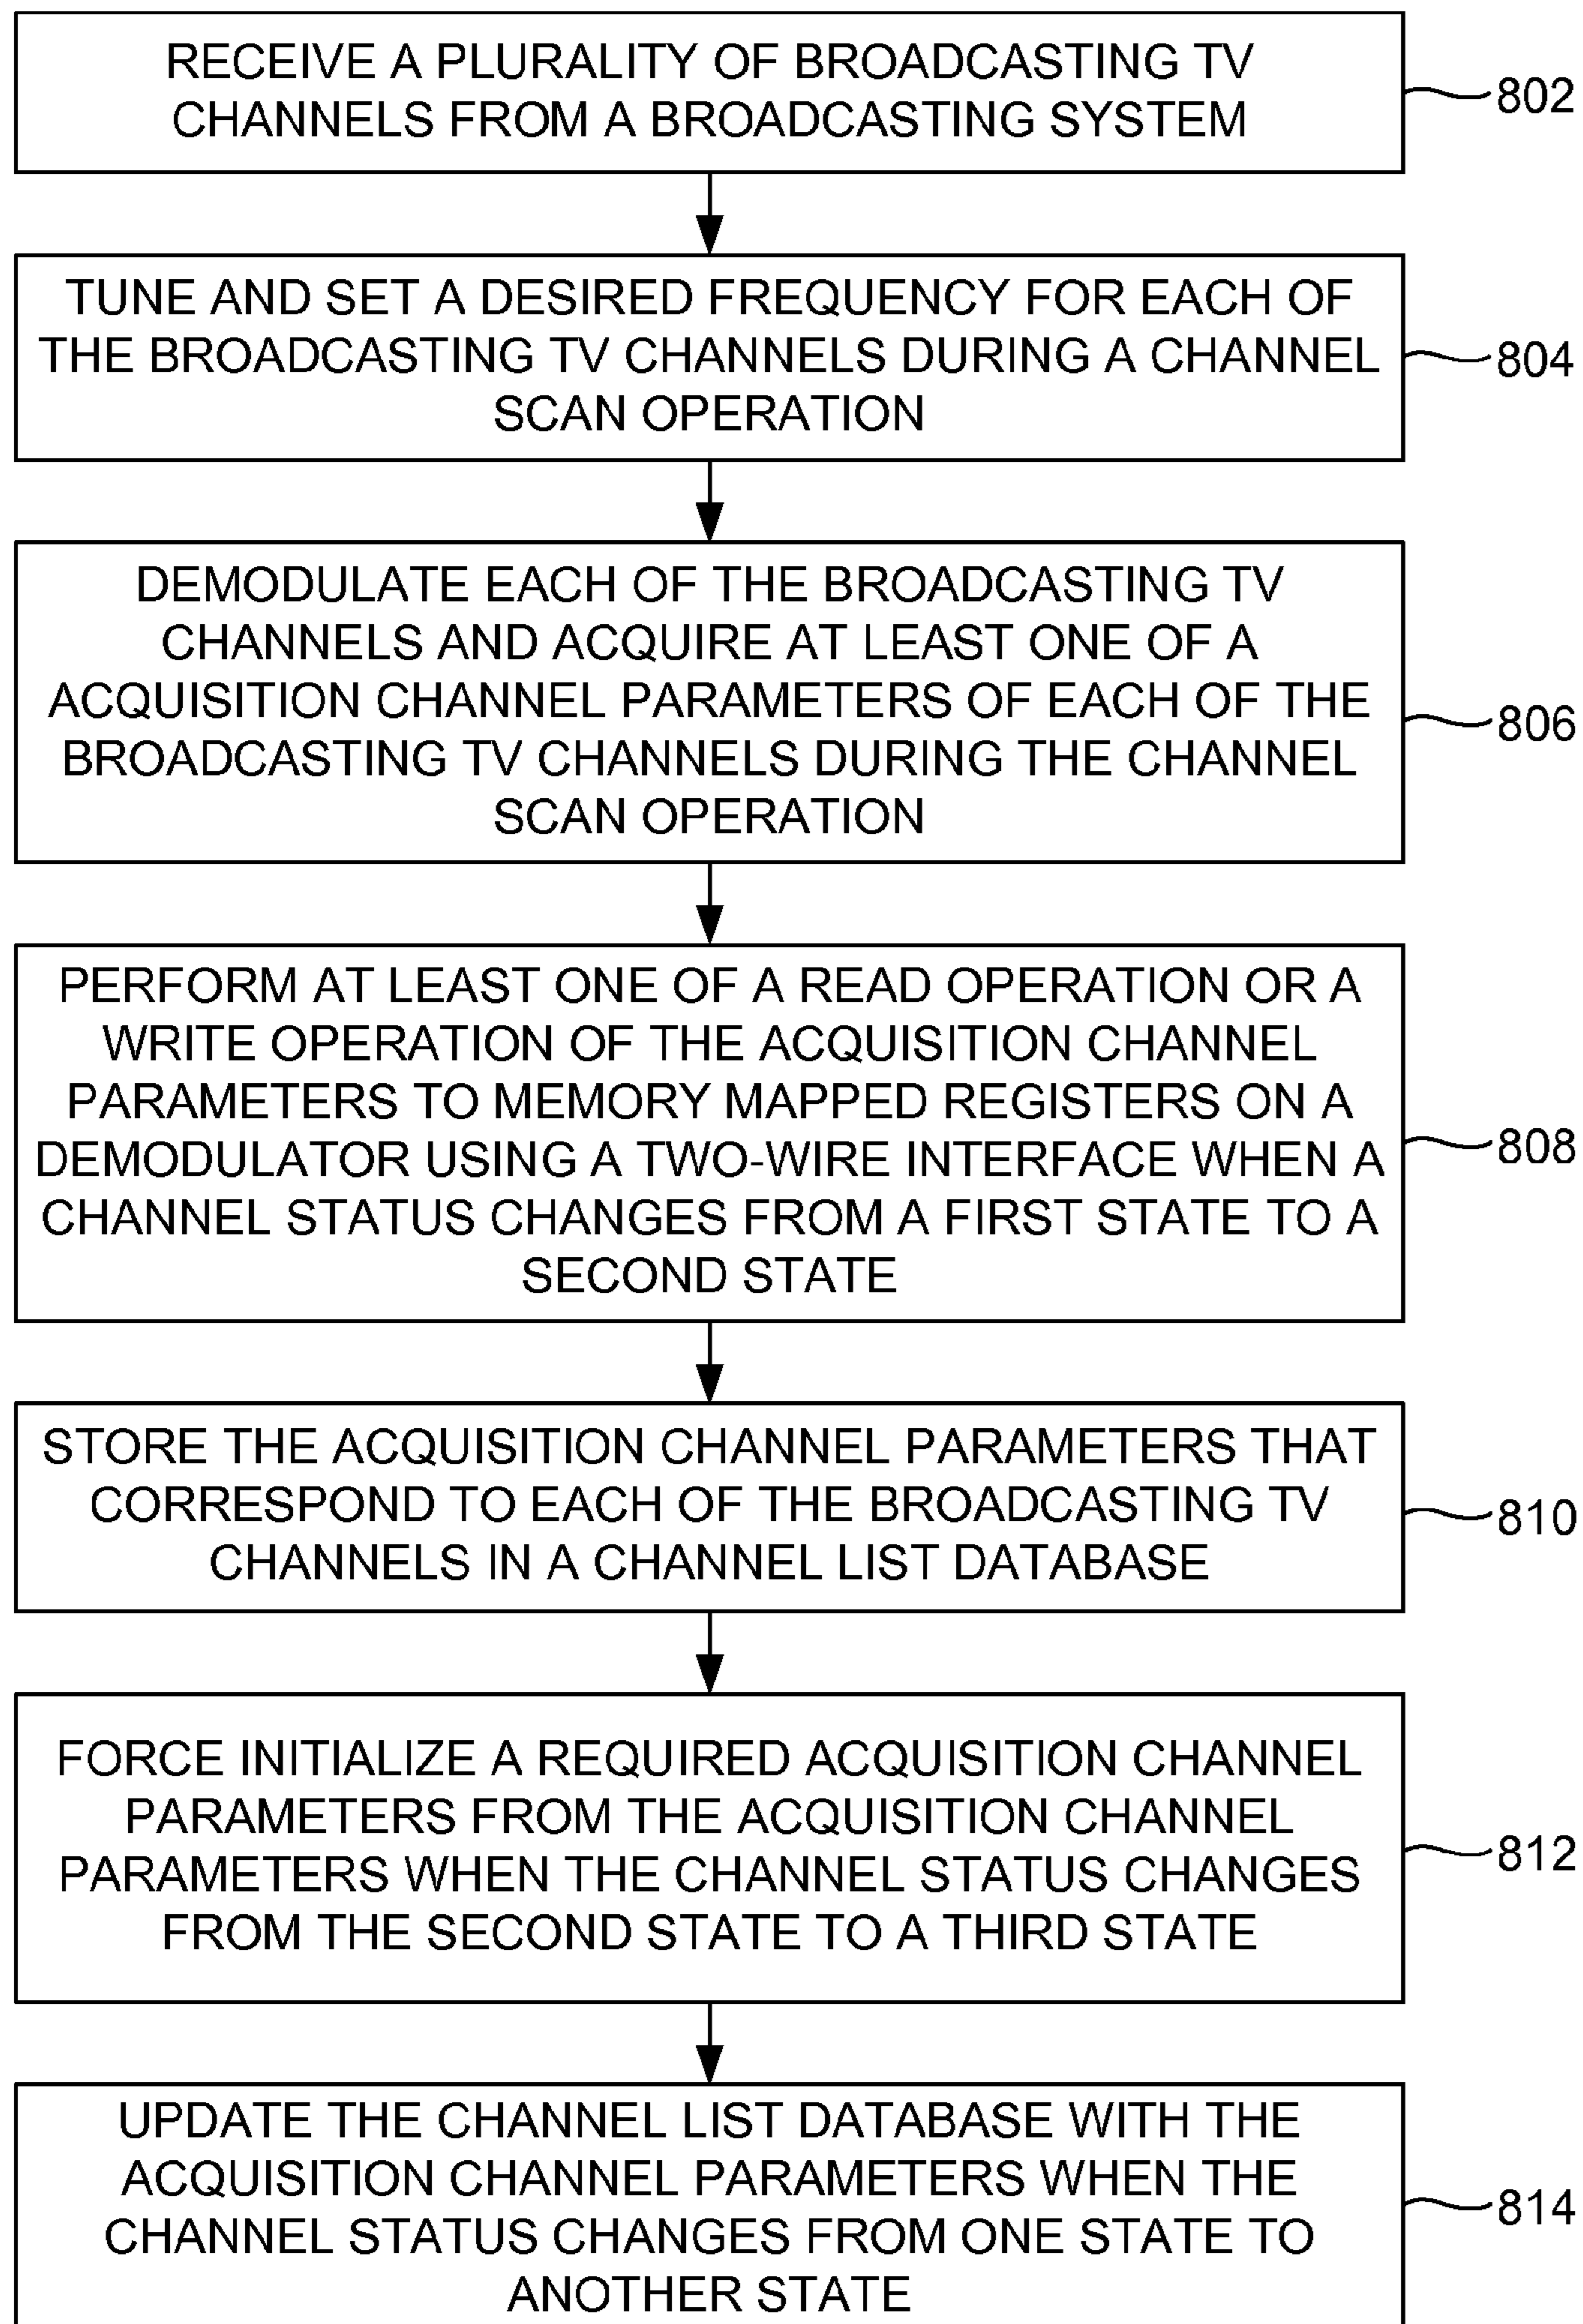 RECEIVE A PLURALITY OF BROADCASTING TV
CHANNELS FROM A BROADCASTING SYSTEM
802
TUNE AND SET A DESIRED FREQUENCY FOR EACH OF
THE BROADCASTING TV CHANNELS DURING A CHANNEL
SCAN OPERATION
804
DEMODULATE EACH OF THE BROADCASTING TV
CHANNELS AND ACQUIRE AT LEAST ONE OF A
ACQUISITION CHANNEL PARAMETERS OF EACH OF THE
BROADCASTING TV CHANNELS DURING THE CHANNEL
SCAN OPERATION
806
PERFORM AT LEAST ONE OF A READ OPERATION OR A
WRITE OPERATION OF THE ACQUISITION CHANNEL
PARAMETERS TO MEMORY MAPPED REGISTERS ON A
DEMODULATOR USING A TWO-WIRE INTERFACE WHEN A
CHANNEL STATUS CHANGES FROM A FIRST STATE TO A
SECOND STATE
808
STORE THE ACQUISITION CHANNEL PARAMETERS THAT
CORRESPOND TO EACH OF THE BROADCASTING TV
CHANNELS IN A CHANNEL LIST DATABASE
810
FORCE INITIALIZE A REQUIRED ACQUISITION CHANNEL
PARAMETERS FROM THE ACQUISITION CHANNEL
PARAMETERS WHEN THE CHANNEL STATUS CHANGES
FROM THE SECOND STATE TO A THIRD STATE
812
UPDATE THE CHANNEL LIST DATABASE WITH THE
ACQUISITION CHANNEL PARAMETERS WHEN THE
CHANNEL STATUS CHANGES FROM ONE STATE TO
ANOTHER STATE
814